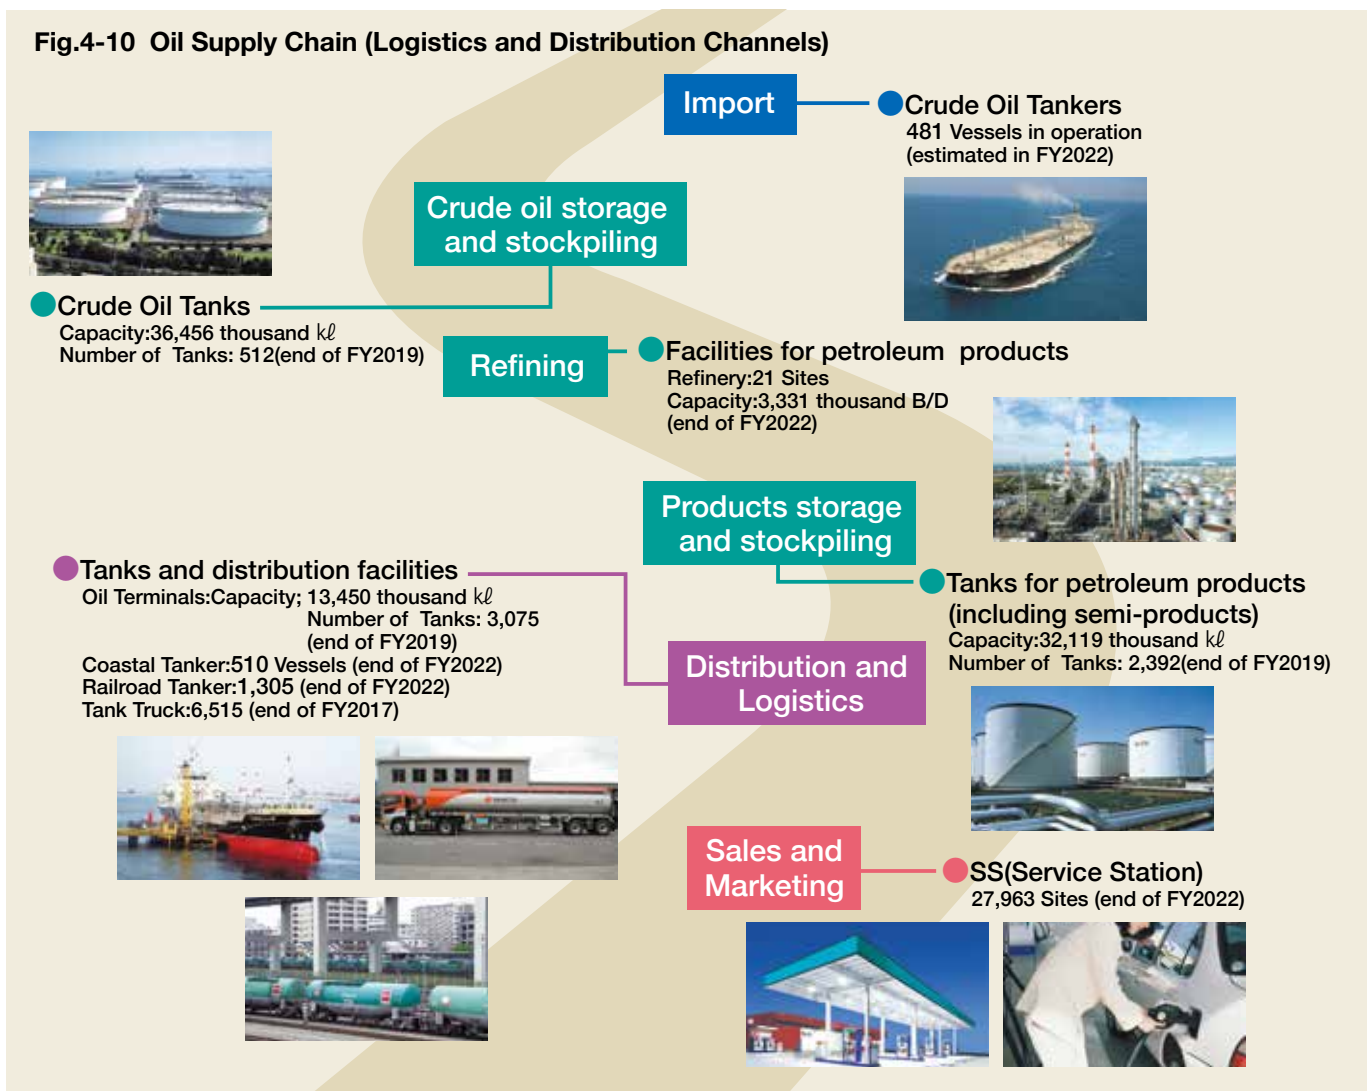 Fig.4-10 Oil Supply Chain (Logistics and Distribution Channels)
Import
Crude Oil Tankers
481 Vessels in operation
(estimated in FY2022)
Crude oil storage
and stockpiling
Crude Oil Tanks
Capacity:36,456 thousand kℓ
Number of Tanks: 512(end of FY2019)
Refining
Facilities for petroleum products
Refinery:21 Sites
Capacity:3,331 thousand B/D
(end of FY2022)
Products storage
and stockpiling
Tanks for petroleum products
(including semi-products)
Capacity:32,119 thousand kℓ
Number of Tanks: 2,392(end of FY2019)
Tanks and distribution facilities
Oil Terminals:Capacity; 13,450 thousand kℓ
Number of Tanks: 3,075
(end of FY2019)
Coastal Tanker:510 Vessels (end of FY2022)
Railroad Tanker:1,305 (end of FY2022)
Tank Truck:6,515 (end of FY2017)
Distribution and
Logistics
Sales and
Marketing
SS(Service Station)
27,963 Sites (end of FY2022)